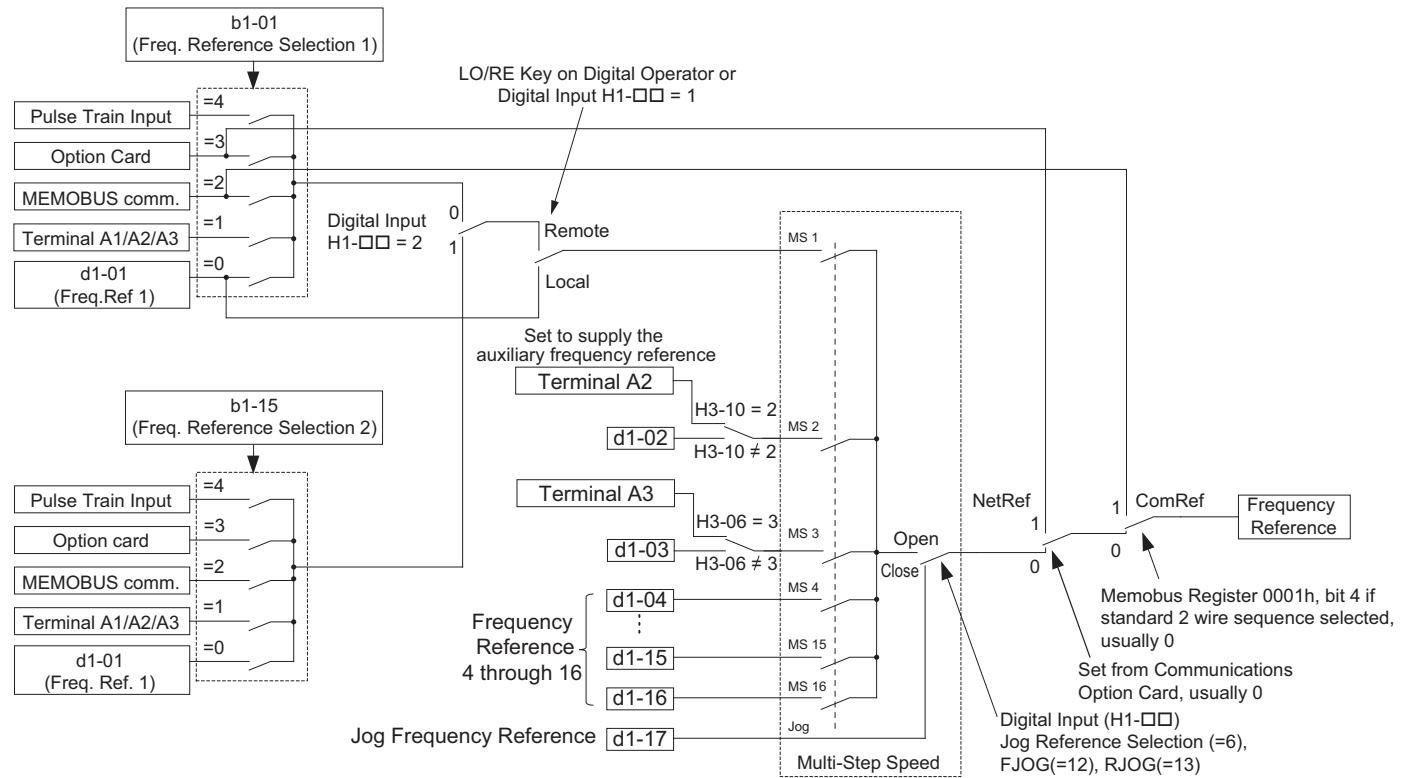 b1-01
(Freq. Reference Selection 1)
=4
Pulse Train Input
=3
Option Card
=2
MEMOBUS comm.
=1
Terminal A1/A2/A3
=0
d1-01
(Freq.Ref 1)
LO/RE Key on Digital Operator or
Digital Input H1-□□ = 1
Digital Input
H1-□□ = 2
0
1
Remote
Local
b1-15
(Freq. Reference Selection 2)
=4
Pulse Train Input
=3
Option card
=2
MEMOBUS comm.
=1
Terminal A1/A2/A3
=0
d1-01
(Freq. Ref. 1)
Set to supply the
auxiliary frequency reference
Terminal A2
H3-10 = 2
d1-02
H3-10 ≠ 2
Terminal A3
H3-06 = 3
d1-03
H3-06 ≠ 3
Frequency
Reference
4 through 16
d1-04
d1-15
d1-16
Jog Frequency Reference
d1-17
MS 1
MS 2
MS 3
MS 4
MS 15
MS 16
Jog
Multi-Step Speed
Open
Close
NetRef
1
0
ComRef
1
0
Frequency
Reference
Memobus Register 0001h, bit 4 if
standard 2 wire sequence selected,
usually 0
Set from Communications
Option Card, usually 0
Digital Input (H1-□□)
Jog Reference Selection (=6),
FJOG(=12), RJOG(=13)